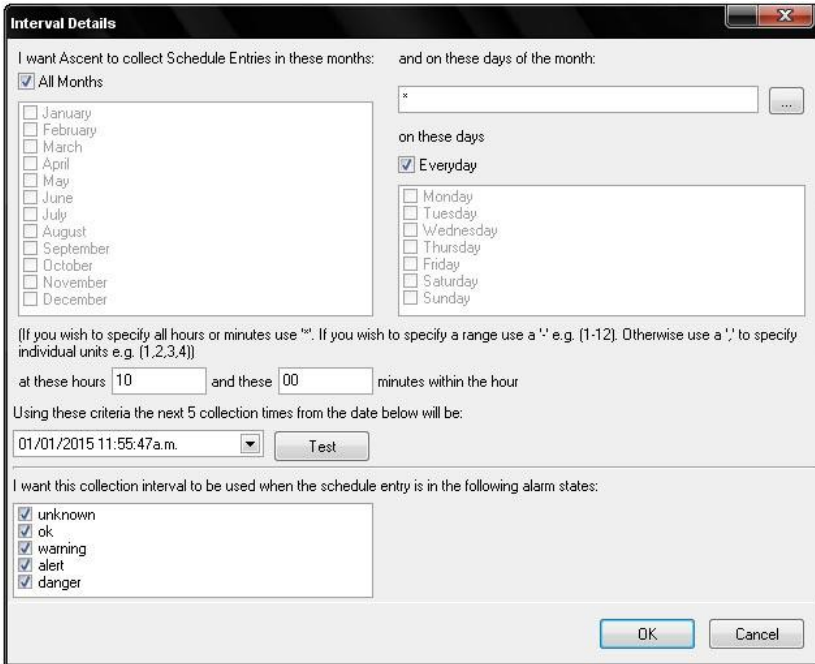 Interval Details
I want Ascent to collect Schedule Entries in these months:
All Months
January
February
March
April
May
June
July
August
September
October
November
December
and on these days of the month:
*
...
on these days
Everyday
Monday
Tuesday
Wednesday
Thursday
Friday
Saturday
Sunday
(If you wish to specify all hours or minutes use '*'. If you wish to specify a range use a '-' e.g. (1-12). Otherwise use a ',' to specify
individual units e.g. (1,2,3,4))
at these hours 10 and these 00 minutes within the hour
Using these criteria the next 5 collection times from the date below will be:
01/01/2015 11:55:47a.m. Test
I want this collection interval to be used when the schedule entry is in the following alarm states:
unknown
ok
warning
alert
danger
OK Cancel